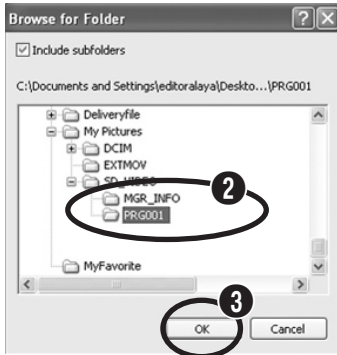 Browse for Folder
Include subfolders
C:\Documents and Settings\editoralaya\Deskto...\PRG001
Deliveryfile
My Pictures
DCIM
EXTMOV
SD_VIDEO
2
MGR_INFO
PRG001
MyFavorite
3
OK Cancel